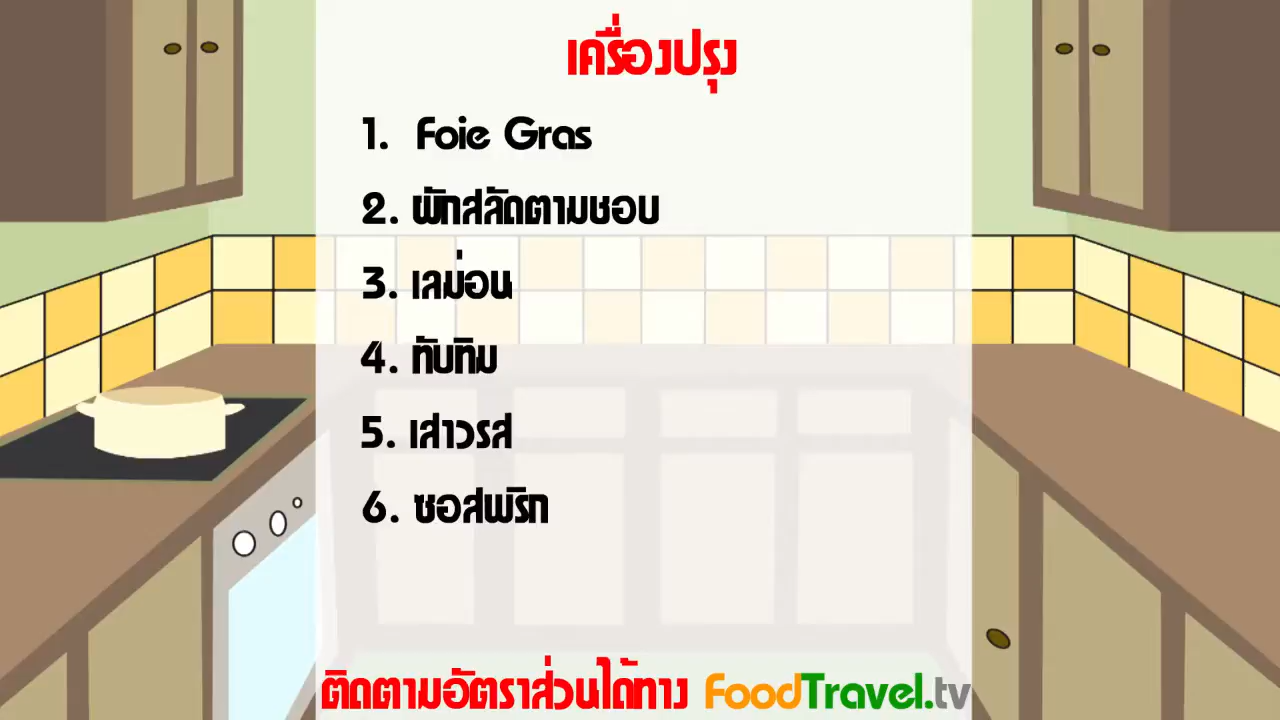 เครื่องปรุง
1. Foie Gras
2. ผักสลัดตามชอบ
3. เลม่อน
4. ทับทิม
5. เสาวรส
6. ซอสพริก
ติดตามอัตราส่วนได้ทาง FoodTravel.tv